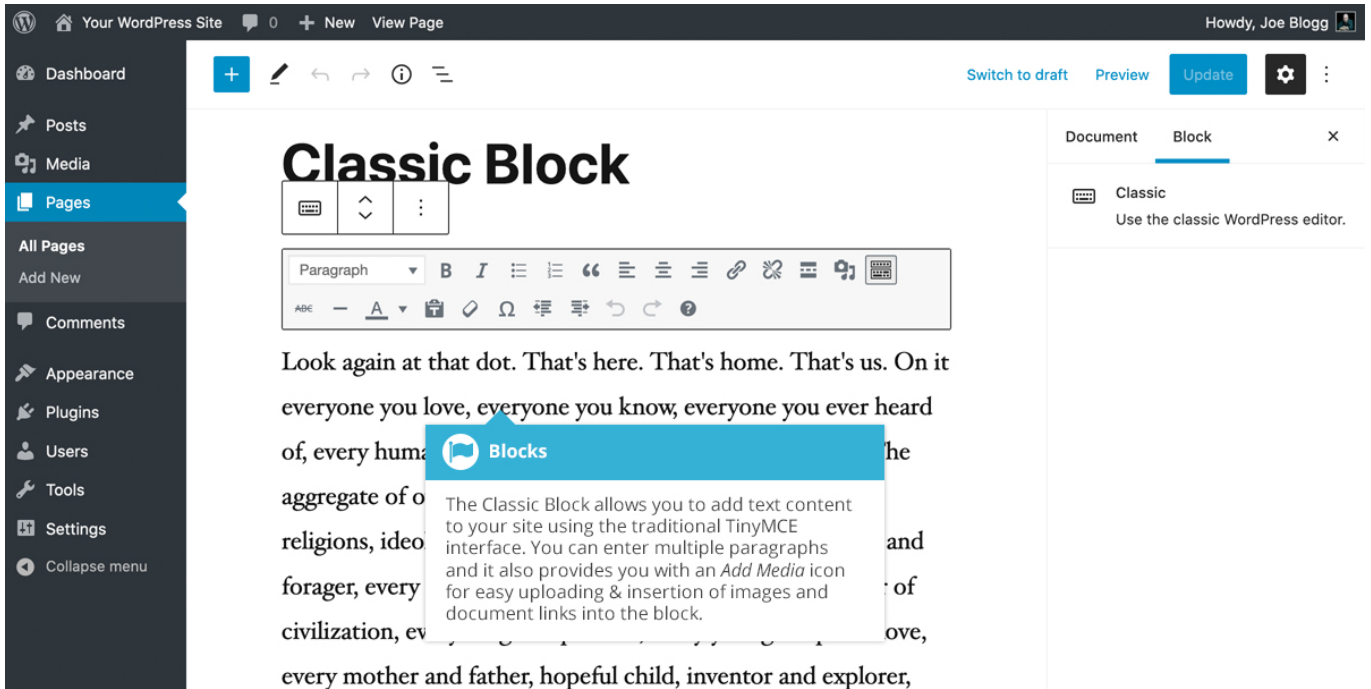 Your WordPress Site 0 New View Page Howdy, Joe Blogg
Dashboard
Posts
Media
Pages
All Pages
Add New
Comments
Appearance
Plugins
Users
Tools
Settings
Collapse menu
Switch to draft Preview Update
Classic Block
Paragraph B I
ABC A T Ω ?
Look again at that dot. That's here. That's home. That's us. On it
everyone you love, everyone you know, everyone you ever heard
of, every
aggregate of
religions,
and
forager, every
of
civilization,
every mother and father, hopeful child, inventor and explorer,
Blocks
The Classic Block allows you to add text content
to your site using the traditional TinyMCE
interface. You can enter multiple paragraphs
and it also provides you with an Add Media icon
for easy uploading & insertion of images and
document links into the block.
Document Block ×
Classic
Use the classic WordPress editor.